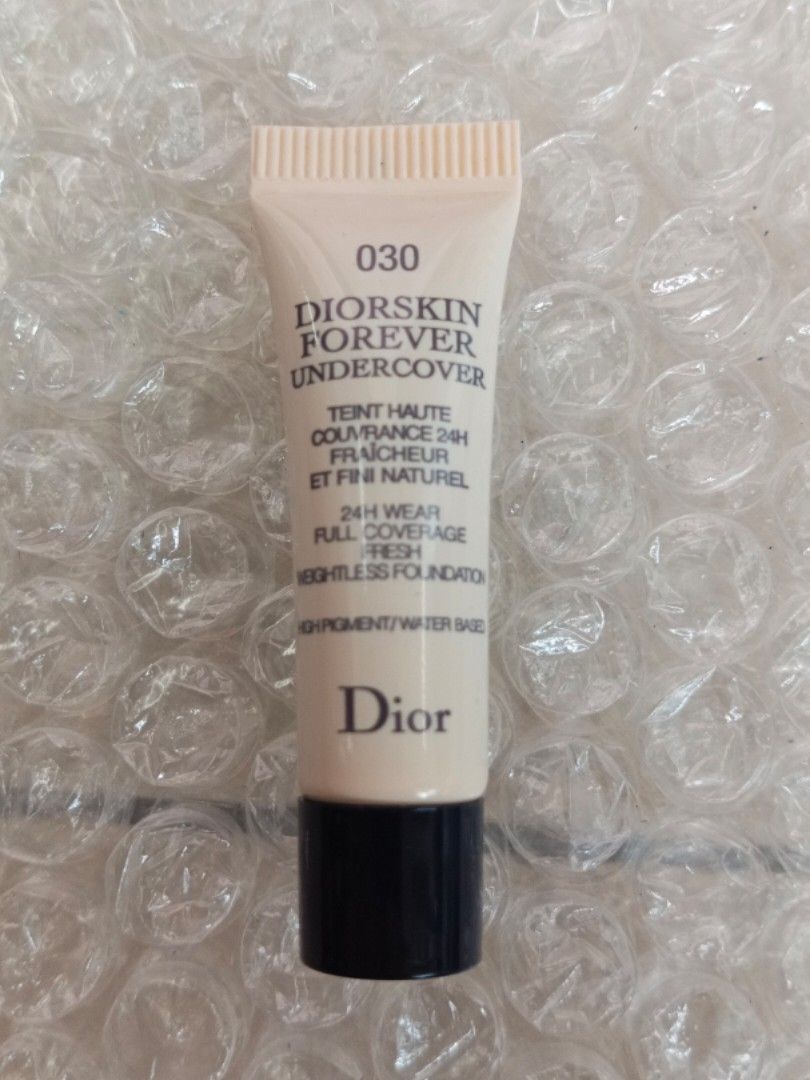 030
DIORSKIN
FOREVER
UNDERCOVER
TEINT HAUTE
COUVRANCE 24H
FRAÎCHEUR
ET FINI NATUREL
24H WEAR
FULL COVERAGE
FRESH
WEIGHTLESS FOUNDATION
HIGH PIGMENT/WATER BASED
Dior